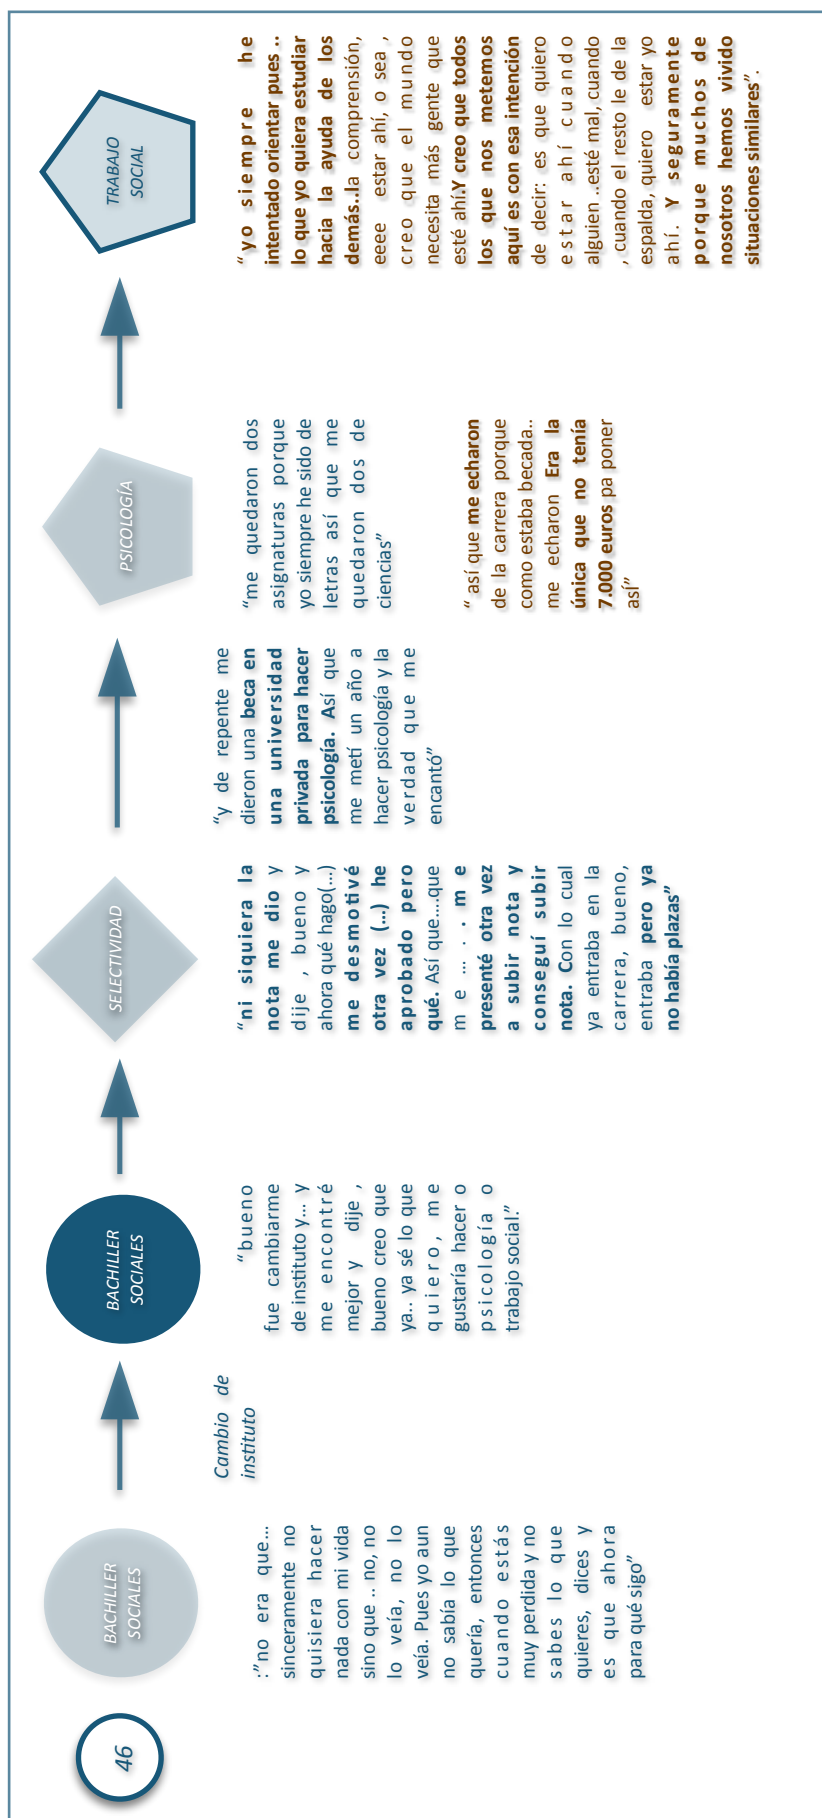 46
BACHILLER
SOCIALES
:”no era que...
sinceramente no
quisiera hacer
nada con mi vida
sino que .. no, no
lo veía, no lo
veía. Pues yo aun
no sabía lo que
quería, entonces
cuando estás
muy perdida y no
sabes lo que
quieres, dices y
es que ahora
para qué sigo”
Cambio de
instituto
BACHILLER
SOCIALES
“bueno
fue cambiarme
de instituto y... y
me encontré
mejor y dije ,
bueno creo que
ya.. ya sé lo que
quiero, me
gustaría hacer o
psicología o
trabajo social.”
SELECTIVIDAD
“ni siquiera la
nota me dio y
dije , bueno y
ahora qué hago(...)
me desmotivé
otra vez (...) he
aprobado pero
qué. Así que....que
me ... . . me
presenté otra vez
a subir nota y
conseguí subir
nota. Con lo cual
ya entraba en la
carrera, bueno,
entraba pero ya
no había plazas”
“y de repente me
dieron una beca en
una universidad
privada para hacer
psicología. Así que
me metí un año a
hacer psicología y la
verdad que me
encantó”
PSICOLOGÍA
“me quedaron dos
asignaturas porque
yo siempre he sido de
letras así que me
quedaron dos de
ciencias”
“ así que me echaron
de la carrera porque
como estaba becada..
me echaron Era la
única que no tenía
7.000 euros pa poner
así”
TRABAJO
SOCIAL
“yo siempre he
intentado orientar pues ..
lo que yo quiera estudiar
hacia la ayuda de los
demás..la comprensión,
eeee estar ahí, o sea ,
creo que el mundo
necesita más gente que
esté ahí.Y creo que todos
los que nos metemos
aquí es con esa intención
de decir: es que quiero
estar ahí cuando
alguien ..esté mal, cuando
, cuando el resto le de la
espalda, quiero estar yo
ahí. Y seguramente
porque muchos de
nosotros hemos vivido
situaciones similares”.